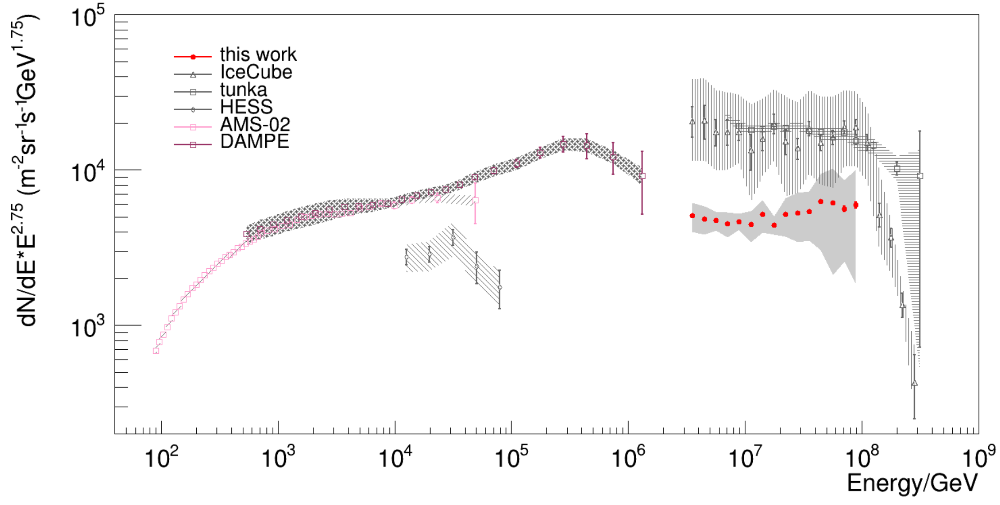 dN/dE*E^2.75 (m^-2sr^-1s^-1GeV^1.75)
10^5
10^4
10^3
this work
IceCube
tunka
HESS
AMS-02
DAMPE
10^2 10^3 10^4 10^5 10^6 10^7 10^8 10^9
Energy/GeV